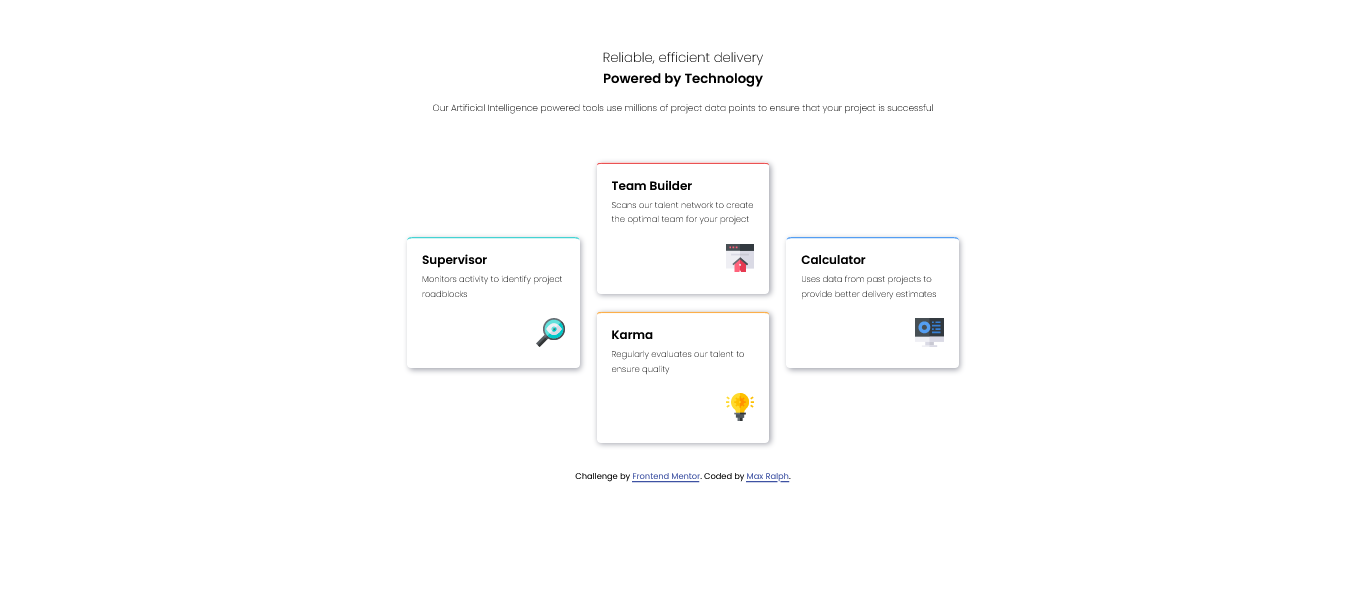 Reliable, efficient delivery
Powered by Technology
Our Artificial Intelligence powered tools use millions of project data points to ensure that your project is successful
Supervisor
Monitors activity to identify project
roadblocks
Team Builder
Scans our talent network to create
the optimal team for your project
Karma
Regularly evaluates our talent to
ensure quality
Calculator
Uses data from past projects to
provide better delivery estimates
Challenge by Frontend Mentor. Coded by Max Ralph.